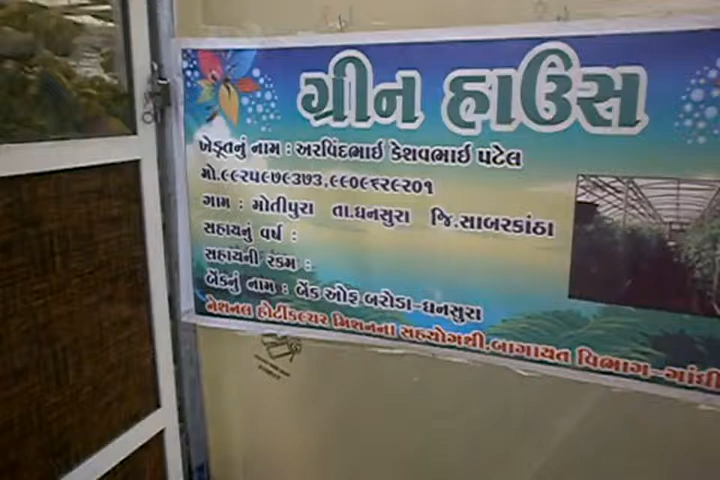 ગ્રીન હાઉસ
ખેડૂતનું નામ : અરવિંદભાઈ કેશવભાઈ પટેલ
મો.૯૯૨૫૯૭૯૩૭૩,૯૯૦૯૬૨૯૨૦૧
ગામ : મોતીપુરા તા.ધનસુરા જિ.સાબરકાંઠા
સહાયનું વર્ષ :
સહાયની રકમ :
બેંકનું નામ : બેંક ઓફ બરોડા-ધનસુરા
નેશનલ હોર્ટીકલ્ચર મિશનના સહયોગથી,બાગાયત વિભાગ-